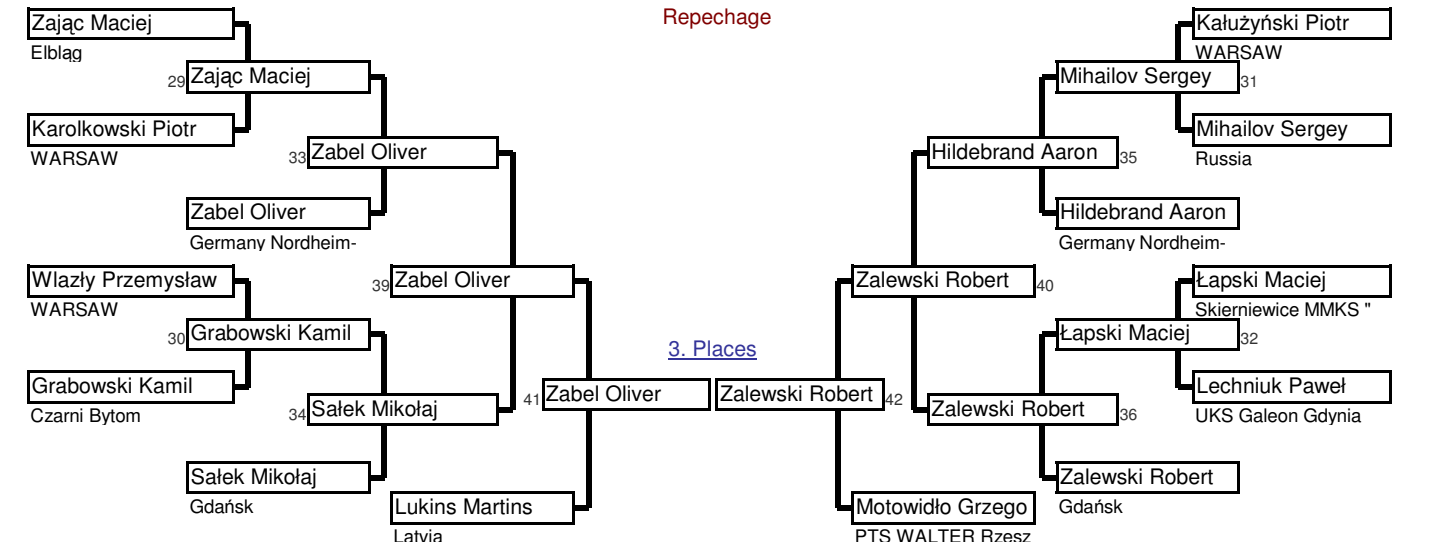 Repechage
Zając Maciej
Elbląg
29 Zając Maciej
Karolkowski Piotr
WARSAW
33 Zabel Oliver
Zabel Oliver
Germany Nordheim-
Wlazły Przemysław
WARSAW
39 Zabel Oliver
30 Grabowski Kamil
Grabowski Kamil
Czarni Bytom
34 Sałek Mikołaj
Sałek Mikołaj
Gdańsk
41 Zabel Oliver
Lukins Martins
Latvia
3. Places
Kałużyński Piotr
WARSAW
Mihailov Sergey 31
Mihailov Sergey
Russia
Hildebrand Aaron 35
Hildebrand Aaron
Germany Nordheim-
Zalewski Robert 40
Łapski Maciej
Skierniewice MMKS "
Łapski Maciej 32
Lechniuk Paweł
UKS Galeon Gdynia
Zalewski Robert 42
Zalewski Robert 36
Zalewski Robert
Gdańsk
Motowidło Grzego
PTS WALTER Rzesz